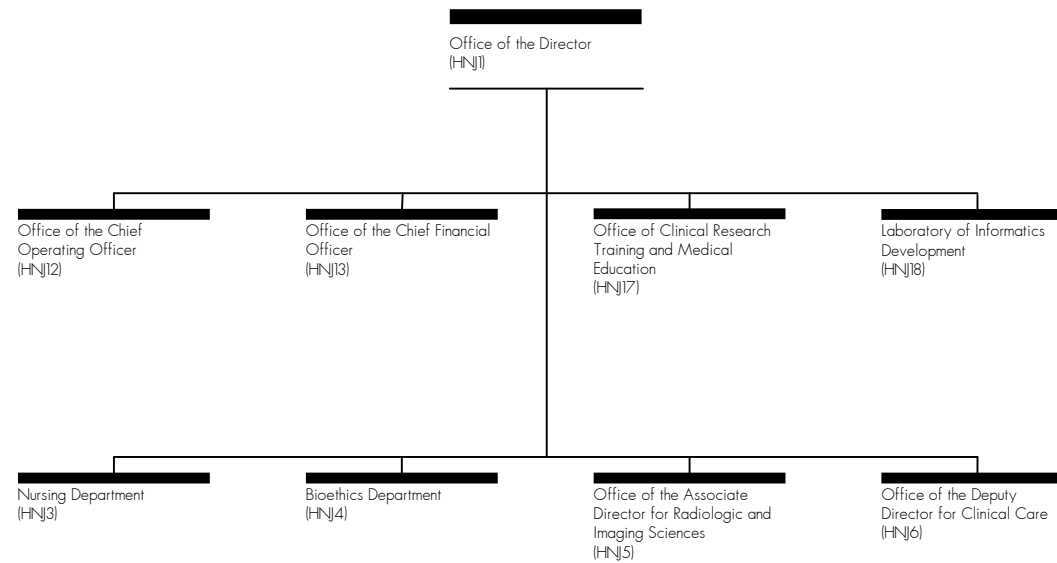 Office of the Director
(HNJ1)
Office of the Chief
Operating Officer
(HNJ12)
Office of the Chief Financial
Officer
(HNJ13)
Office of Clinical Research
Training and Medical
Education
(HNJ17)
Laboratory of Informatics
Development
(HNJ18)
Nursing Department
(HNJ3)
Bioethics Department
(HNJ4)
Office of the Associate
Director for Radiologic and
Imaging Sciences
(HNJ5)
Office of the Deputy
Director for Clinical Care
(HNJ6)